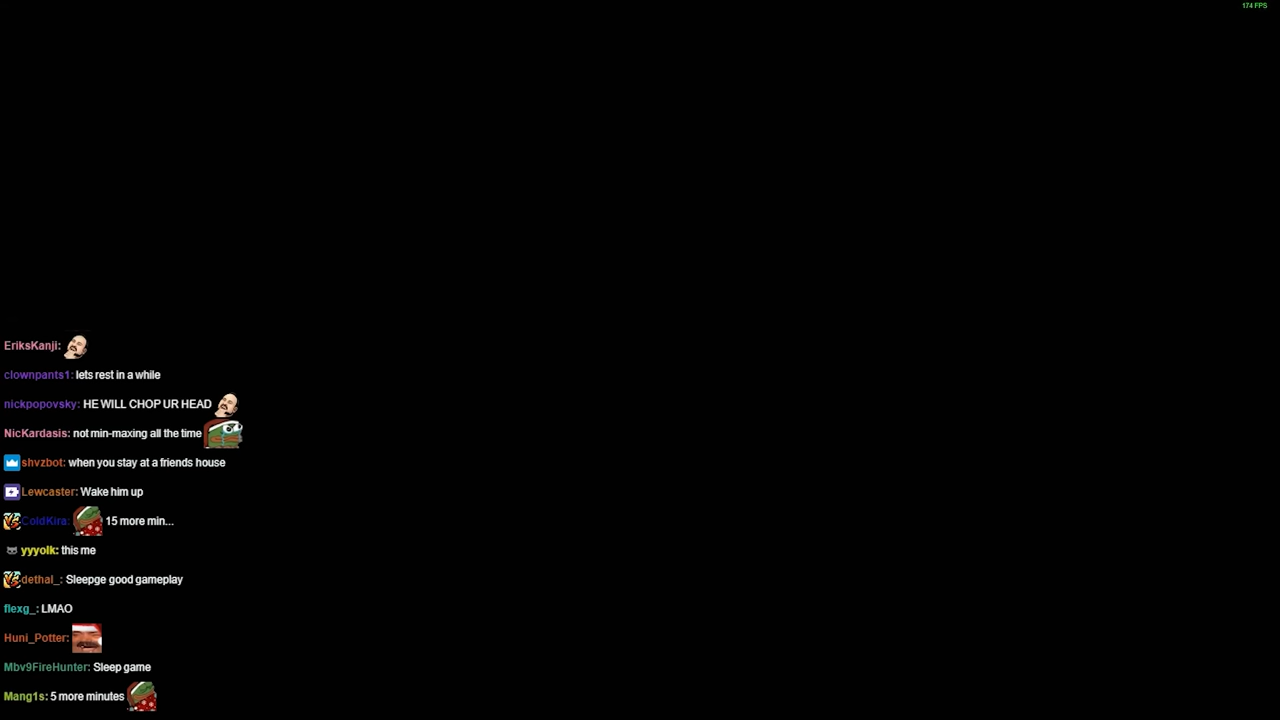 174 FPS
EriksKanji:
clownpants1: lets rest in a while
nickpopovsky: HE WILL CHOP UR HEAD
NicKardasis: not min-maxing all the time
shvzbot: when you stay at a friends house
Lewcaster: Wake him up
ColdKira: 15 more min...
yyyolk: this me
dethal_: Sleepge good gameplay
flexg_: LMAO
Huni_Potter:
Mbv9FireHunter: Sleep game
Mang1s: 5 more minutes